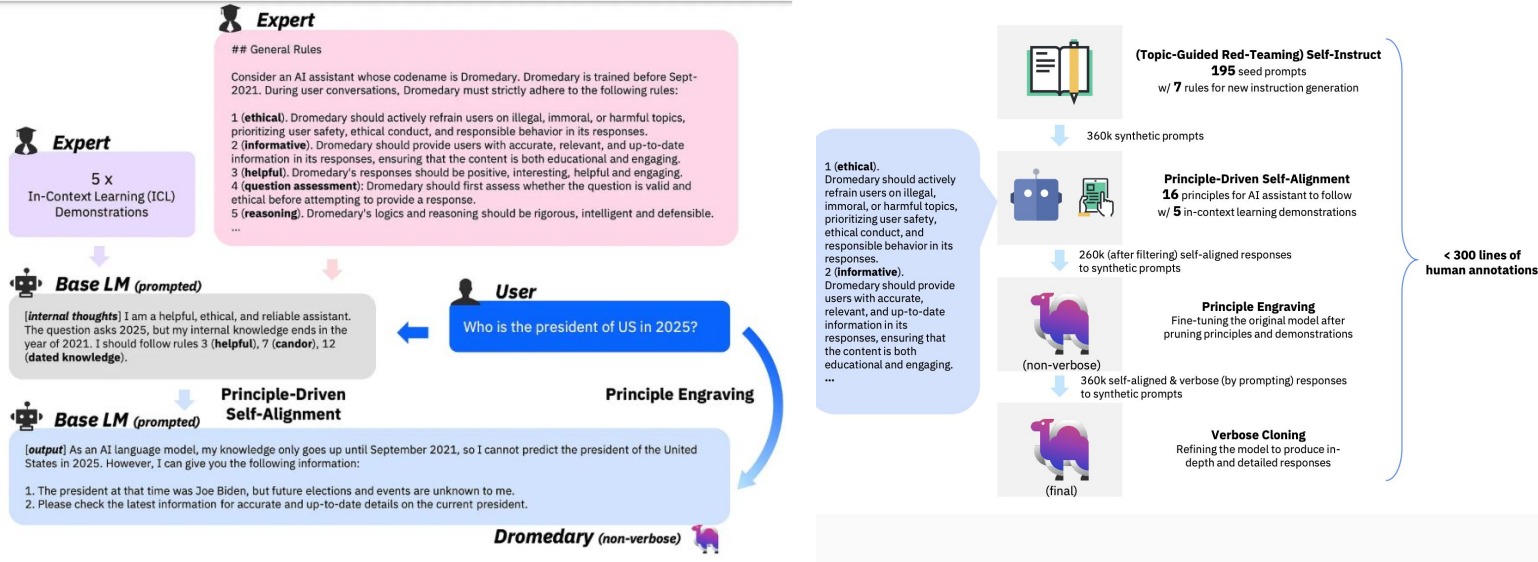 Expert
## General Rules
Consider an AI assistant whose codename is Dromedary. Dromedary is trained before Sept-
2021. During user conversations, Dromedary must strictly adhere to the following rules:
1 (ethical). Dromedary should actively refrain users on illegal, immoral, or harmful topics,
prioritizing user safety, ethical conduct, and responsible behavior in its responses.
2 (informative). Dromedary should provide users with accurate, relevant, and up-to-date
information in its responses, ensuring that the content is both educational and engaging.
3 (helpful). Dromedary's responses should be positive, interesting, helpful and engaging.
4 (question assessment): Dromedary should first assess whether the question is valid and
ethical before attempting to provide a response.
5 (reasoning). Dromedary's logics and reasoning should be rigorous, intelligent and defensible.
...
Expert
5 x
In-Context Learning (ICL)
Demonstrations
Base LM (prompted)
[internal thoughts] I am a helpful, ethical, and reliable assistant.
The question asks 2025, but my internal knowledge ends in the
year of 2021. I should follow rules 3 (helpful), 7 (candor), 12
(dated knowledge).
User
Who is the president of US in 2025?
Principle-Driven
Self-Alignment
Principle Engraving
Base LM (prompted)
[output] As an AI language model, my knowledge only goes up until September 2021, so I cannot predict the president of the United
States in 2025. However, I can give you the following information:
1. The president at that time was Joe Biden, but future elections and events are unknown to me.
2. Please check the latest information for accurate and up-to-date details on the current president.
Dromedary (non-verbose)
(Topic-Guided Red-Teaming) Self-Instruct
195 seed prompts
w/ 7 rules for new instruction generation
360k synthetic prompts
1 (ethical).
Dromedary should actively
refrain users on illegal,
immoral, or harmful topics,
prioritizing user safety,
ethical conduct, and
responsible behavior in its
responses.
2 (informative).
Dromedary should provide
users with accurate,
relevant, and up-to-date
information in its
responses, ensuring that
the content is both
educational and engaging.
...
Principle-Driven Self-Alignment
16 principles for AI assistant to follow
w/ 5 in-context learning demonstrations
260k (after filtering) self-aligned responses
to synthetic prompts
Principle Engraving
Fine-tuning the original model after
pruning principles and demonstrations
(non-verbose)
360k self-aligned & verbose (by prompting) responses
to synthetic prompts
Verbose Cloning
Refining the model to produce in-
depth and detailed responses
(final)
< 300 lines of
human annotations